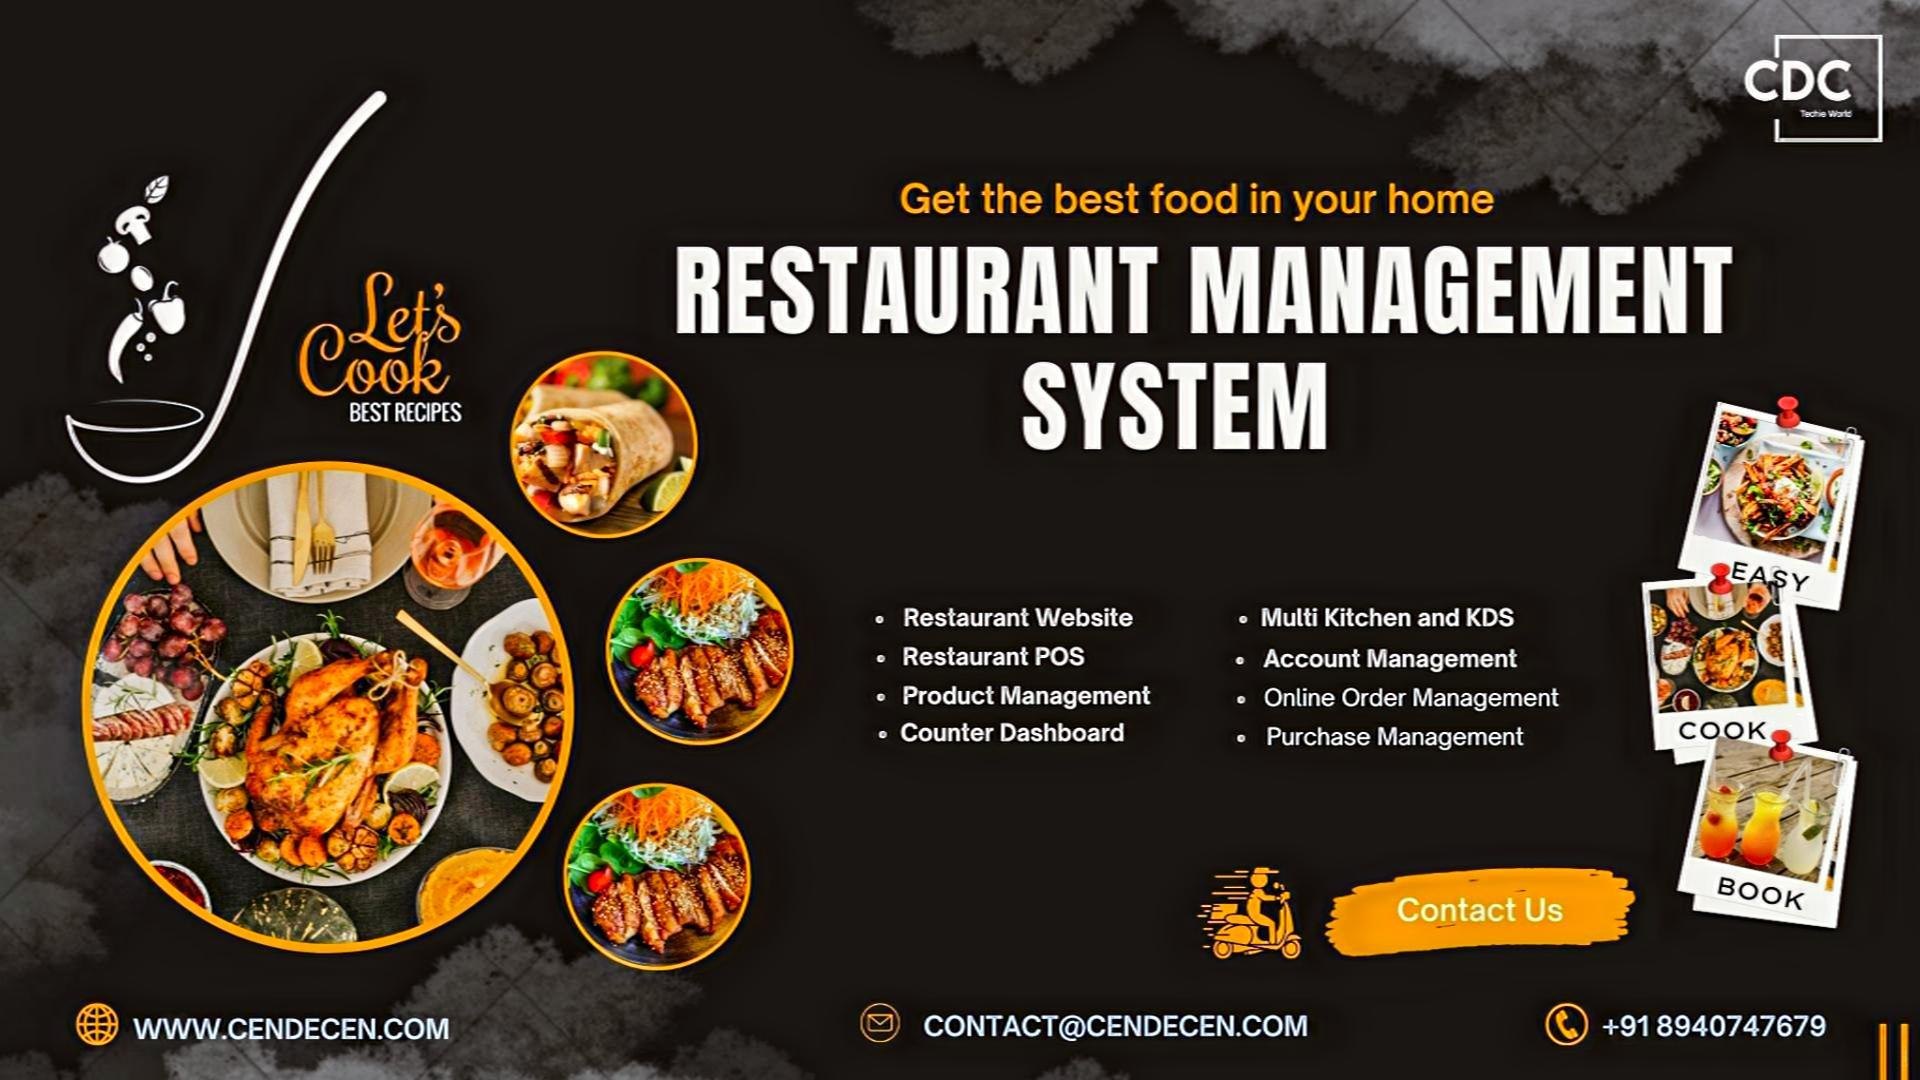 CDC
Techie World
Get the best food in your home
RESTAURANT MANAGEMENT
SYSTEM
Let's
Cook
BEST RECIPES
• Restaurant Website
• Restaurant POS
• Product Management
• Counter Dashboard
• Multi Kitchen and KDS
• Account Management
• Online Order Management
• Purchase Management
EASY
COOK
BOOK
Contact Us
WWW.CENDECEN.COM
CONTACT@CENDECEN.COM
+91 8940747679